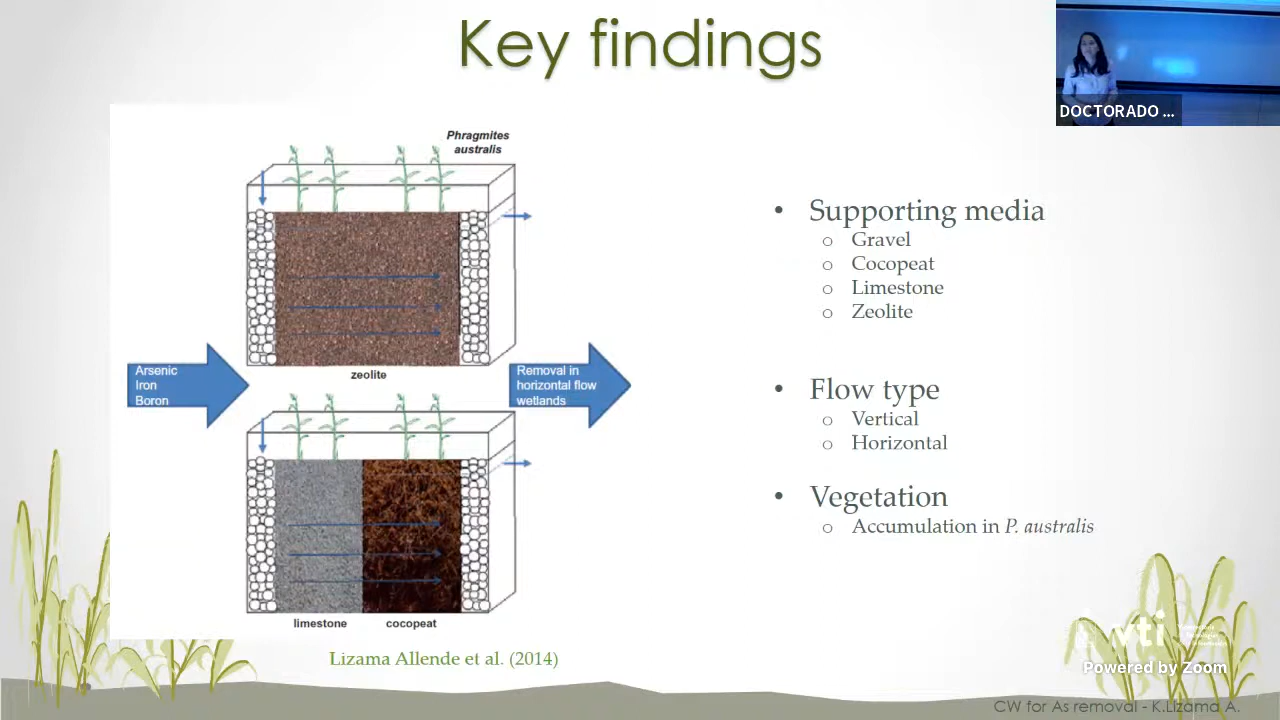 Key findings
DOCTORADO ...
Phragmites
australis
zeolite
Arsenic
Iron
Boron
Removal in
horizontal flow
wetlands
limestone cocopeat
Lizama Allende et al. (2014)
• Supporting media
o Gravel
o Cocopeat
o Limestone
o Zeolite
• Flow type
o Vertical
o Horizontal
• Vegetation
o Accumulation in P. australis
vti
Powered by Zoom
CW for As removal - K.Lizama A.